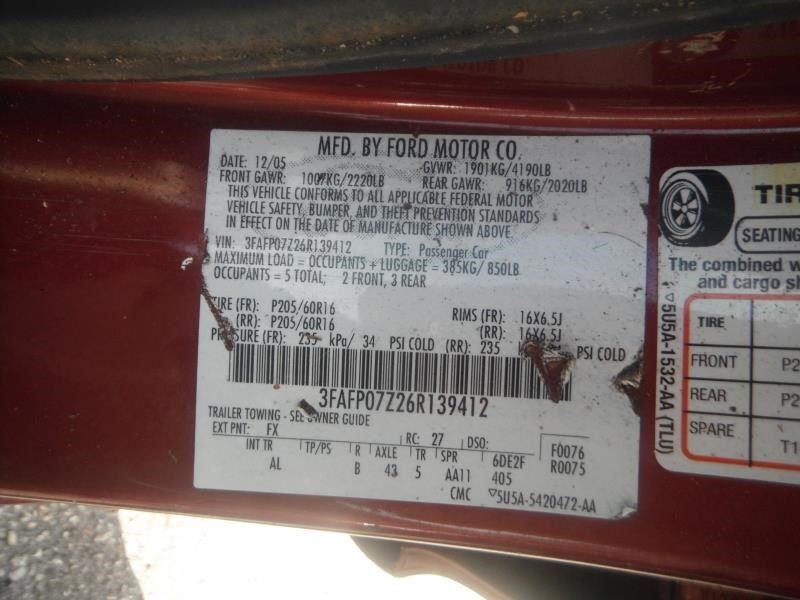 MFD. BY FORD MOTOR CO.
DATE: 12/05 GVWR: 1901KG/4190LB
FRONT GAWR: 1007KG/2220LB REAR GAWR: 916KG/2020LB
THIS VEHICLE CONFORMS TO ALL APPLICABLE FEDERAL MOTOR
VEHICLE SAFETY, BUMPER, AND THEFT PREVENTION STANDARDS
IN EFFECT ON THE DATE OF MANUFACTURE SHOWN ABOVE.
VIN: 3FAFP07Z26R139412 TYPE: Passenger Car
MAXIMUM LOAD = OCCUPANTS + LUGGAGE = 385KG/ 850LB
OCCUPANTS = 5 TOTAL; 2 FRONT, 3 REAR
TIRE (FR): P205/60R16 RIMS (FR): 16X6.5J
(RR): P205/60R16 (RR): 16X6.5J
PRESSURE (FR): 235 kPa/ 34 PSI COLD (RR): 235 PSI COLD
3FAFP07Z26R139412
TRAILER TOWING - SEE OWNER GUIDE
EXT PNT: FX RC: 27 DSO: F0076
R0075
INT TR TP/PS R AXLE TR SPR 6DE2F
AL B 43 5 AA11 405
CMC ▽5U5A-5420472-AA
TIR
SEATING
The combined w
and cargo sh
TIRE
FRONT P2
REAR P2
SPARE T1
▽5U5A-1532-AA (TLU)